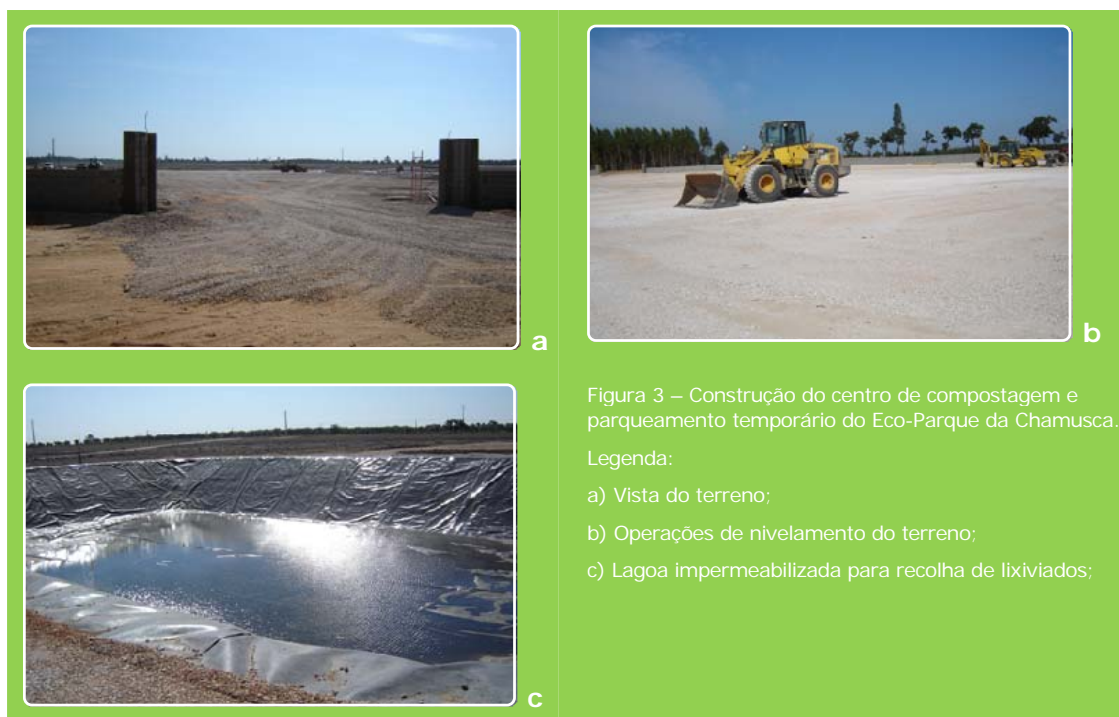 a
b
Figura 3 – Construção do centro de compostagem e
parqueamento temporário do Eco-Parque da Chamusca.
Legenda:
a) Vista do terreno;
b) Operações de nivelamento do terreno;
c) Lagoa impermeabilizada para recolha de lixiviados;
c